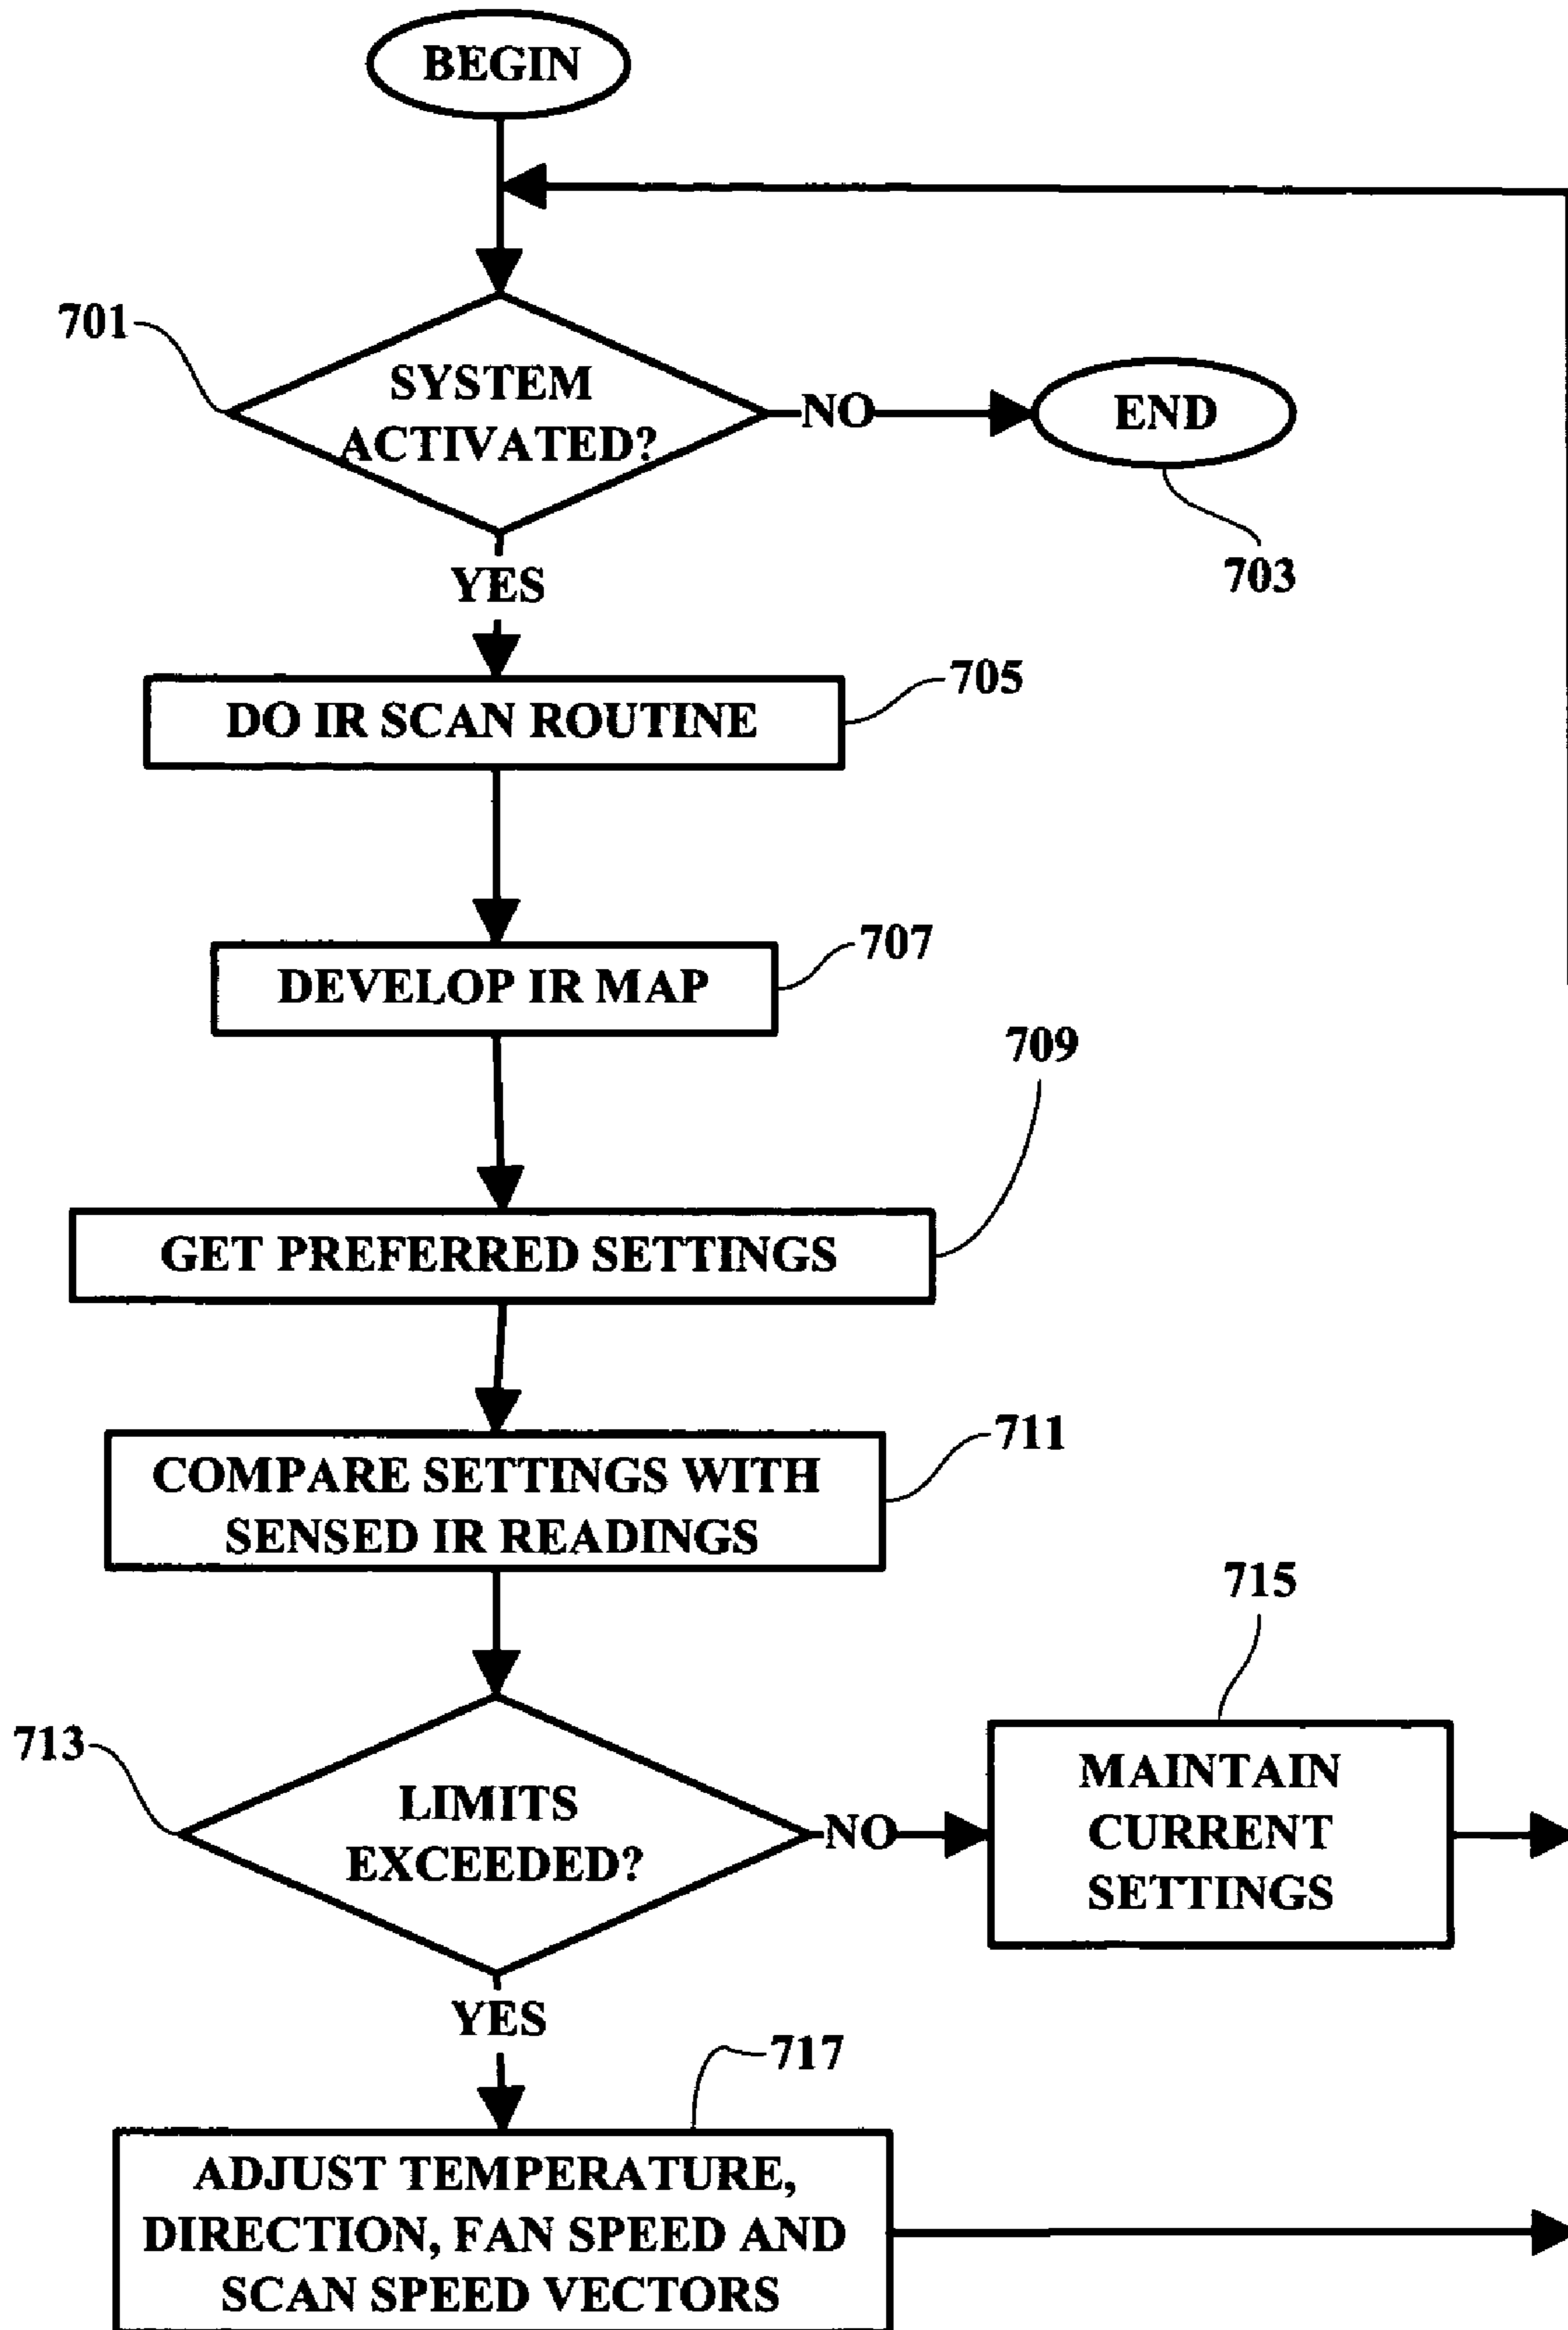 BEGIN
701
SYSTEM
ACTIVATED?
NO
END
703
YES
705
DO IR SCAN ROUTINE
707
DEVELOP IR MAP
709
GET PREFERRED SETTINGS
711
COMPARE SETTINGS WITH
SENSED IR READINGS
713
LIMITS
EXCEEDED?
NO
715
MAINTAIN
CURRENT
SETTINGS
YES
717
ADJUST TEMPERATURE,
DIRECTION, FAN SPEED AND
SCAN SPEED VECTORS